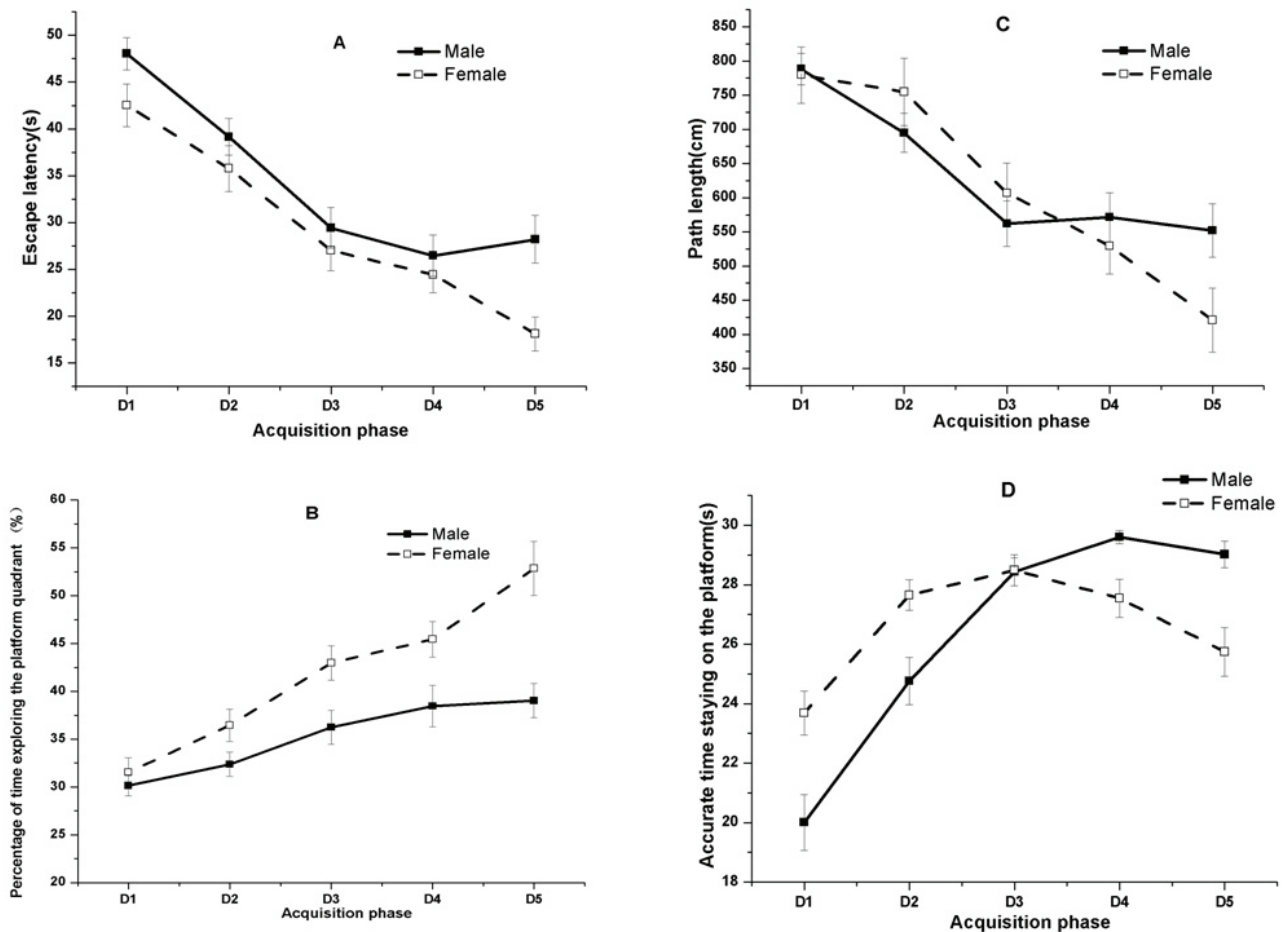 A
Male
Female
Escape latency(s)
50
45
40
35
30
25
20
15
D1 D2 D3 D4 D5
Acquisition phase
C
Male
Female
Path length(cm)
850
800
750
700
650
600
550
500
450
400
350
D1 D2 D3 D4 D5
Acquisition phase
B
Male
Female
Percentage of time exploring the platform quadrant (%)
60
55
50
45
40
35
30
25
20
D1 D2 D3 D4 D5
Acquisition phase
D
Male
Female
Accurate time staying on the platform(s)
30
28
26
24
22
20
18
D1 D2 D3 D4 D5
Acquisition phase